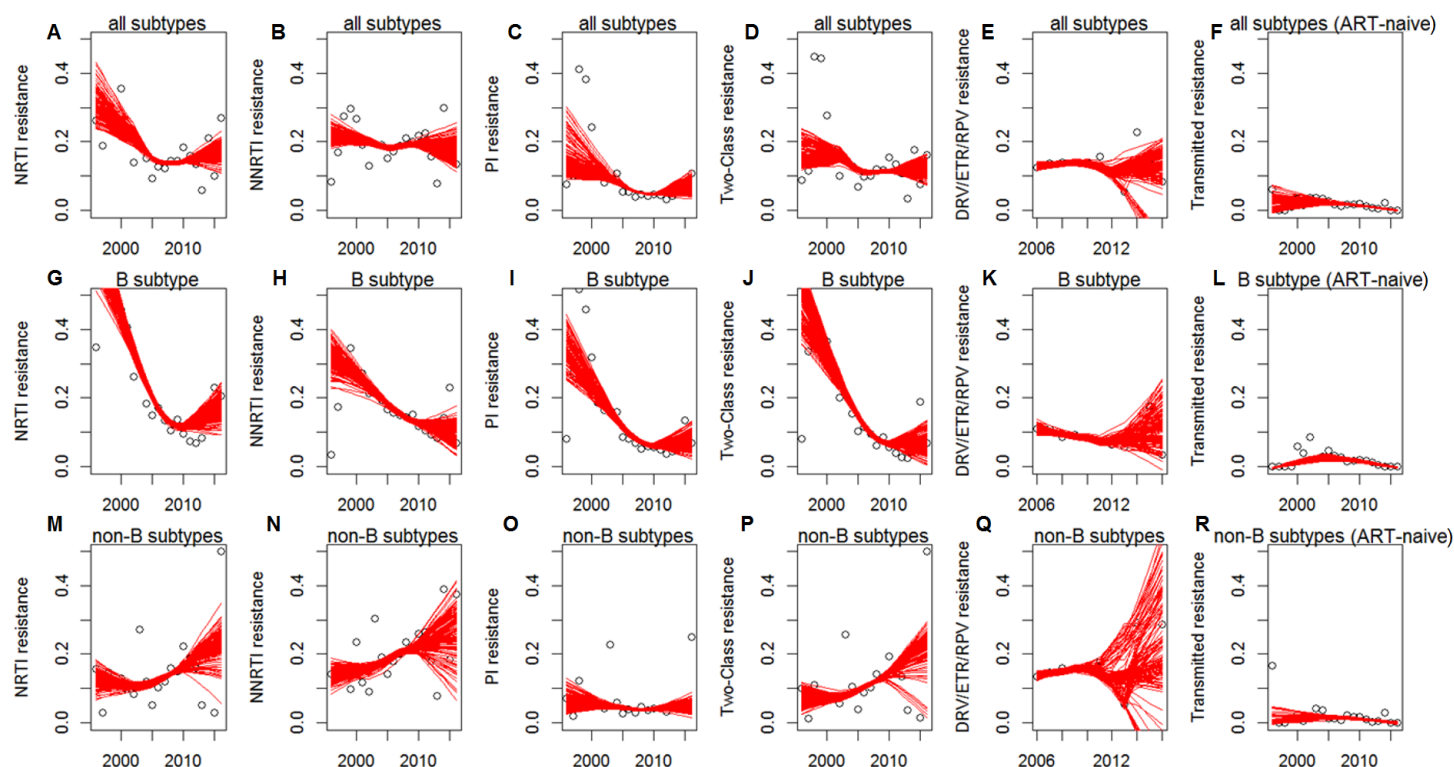 A all subtypes
NRTI resistance
0.0 0.2 0.4
2000 2010
B all subtypes
NNRTI resistance
0.0 0.2 0.4
2000 2010
C all subtypes
PI resistance
0.0 0.2 0.4
2000 2010
D all subtypes
Two-Class resistance
0.0 0.2 0.4
2000 2010
E all subtypes
DRV/ETR/RPV resistance
0.0 0.2 0.4
2006 2012
F all subtypes (ART-naive)
Transmitted resistance
0.0 0.2 0.4
2000 2010
G B subtype
NRTI resistance
0.0 0.2 0.4
2000 2010
H B subtype
NNRTI resistance
0.0 0.2 0.4
2000 2010
I B subtype
PI resistance
0.0 0.2 0.4
2000 2010
J B subtype
Two-Class resistance
0.0 0.2 0.4
2000 2010
K B subtype
DRV/ETR/RPV resistance
0.0 0.2 0.4
2006 2012
L B subtype (ART-naive)
Transmitted resistance
0.0 0.2 0.4
2000 2010
M non-B subtypes
NRTI resistance
0.0 0.2 0.4
2000 2010
N non-B subtypes
NNRTI resistance
0.0 0.2 0.4
2000 2010
O non-B subtypes
PI resistance
0.0 0.2 0.4
2000 2010
P non-B subtypes
Two-Class resistance
0.0 0.2 0.4
2000 2010
Q non-B subtypes
DRV/ETR/RPV resistance
0.0 0.2 0.4
2006 2012
R non-B subtypes (ART-naive)
Transmitted resistance
0.0 0.2 0.4
2000 2010